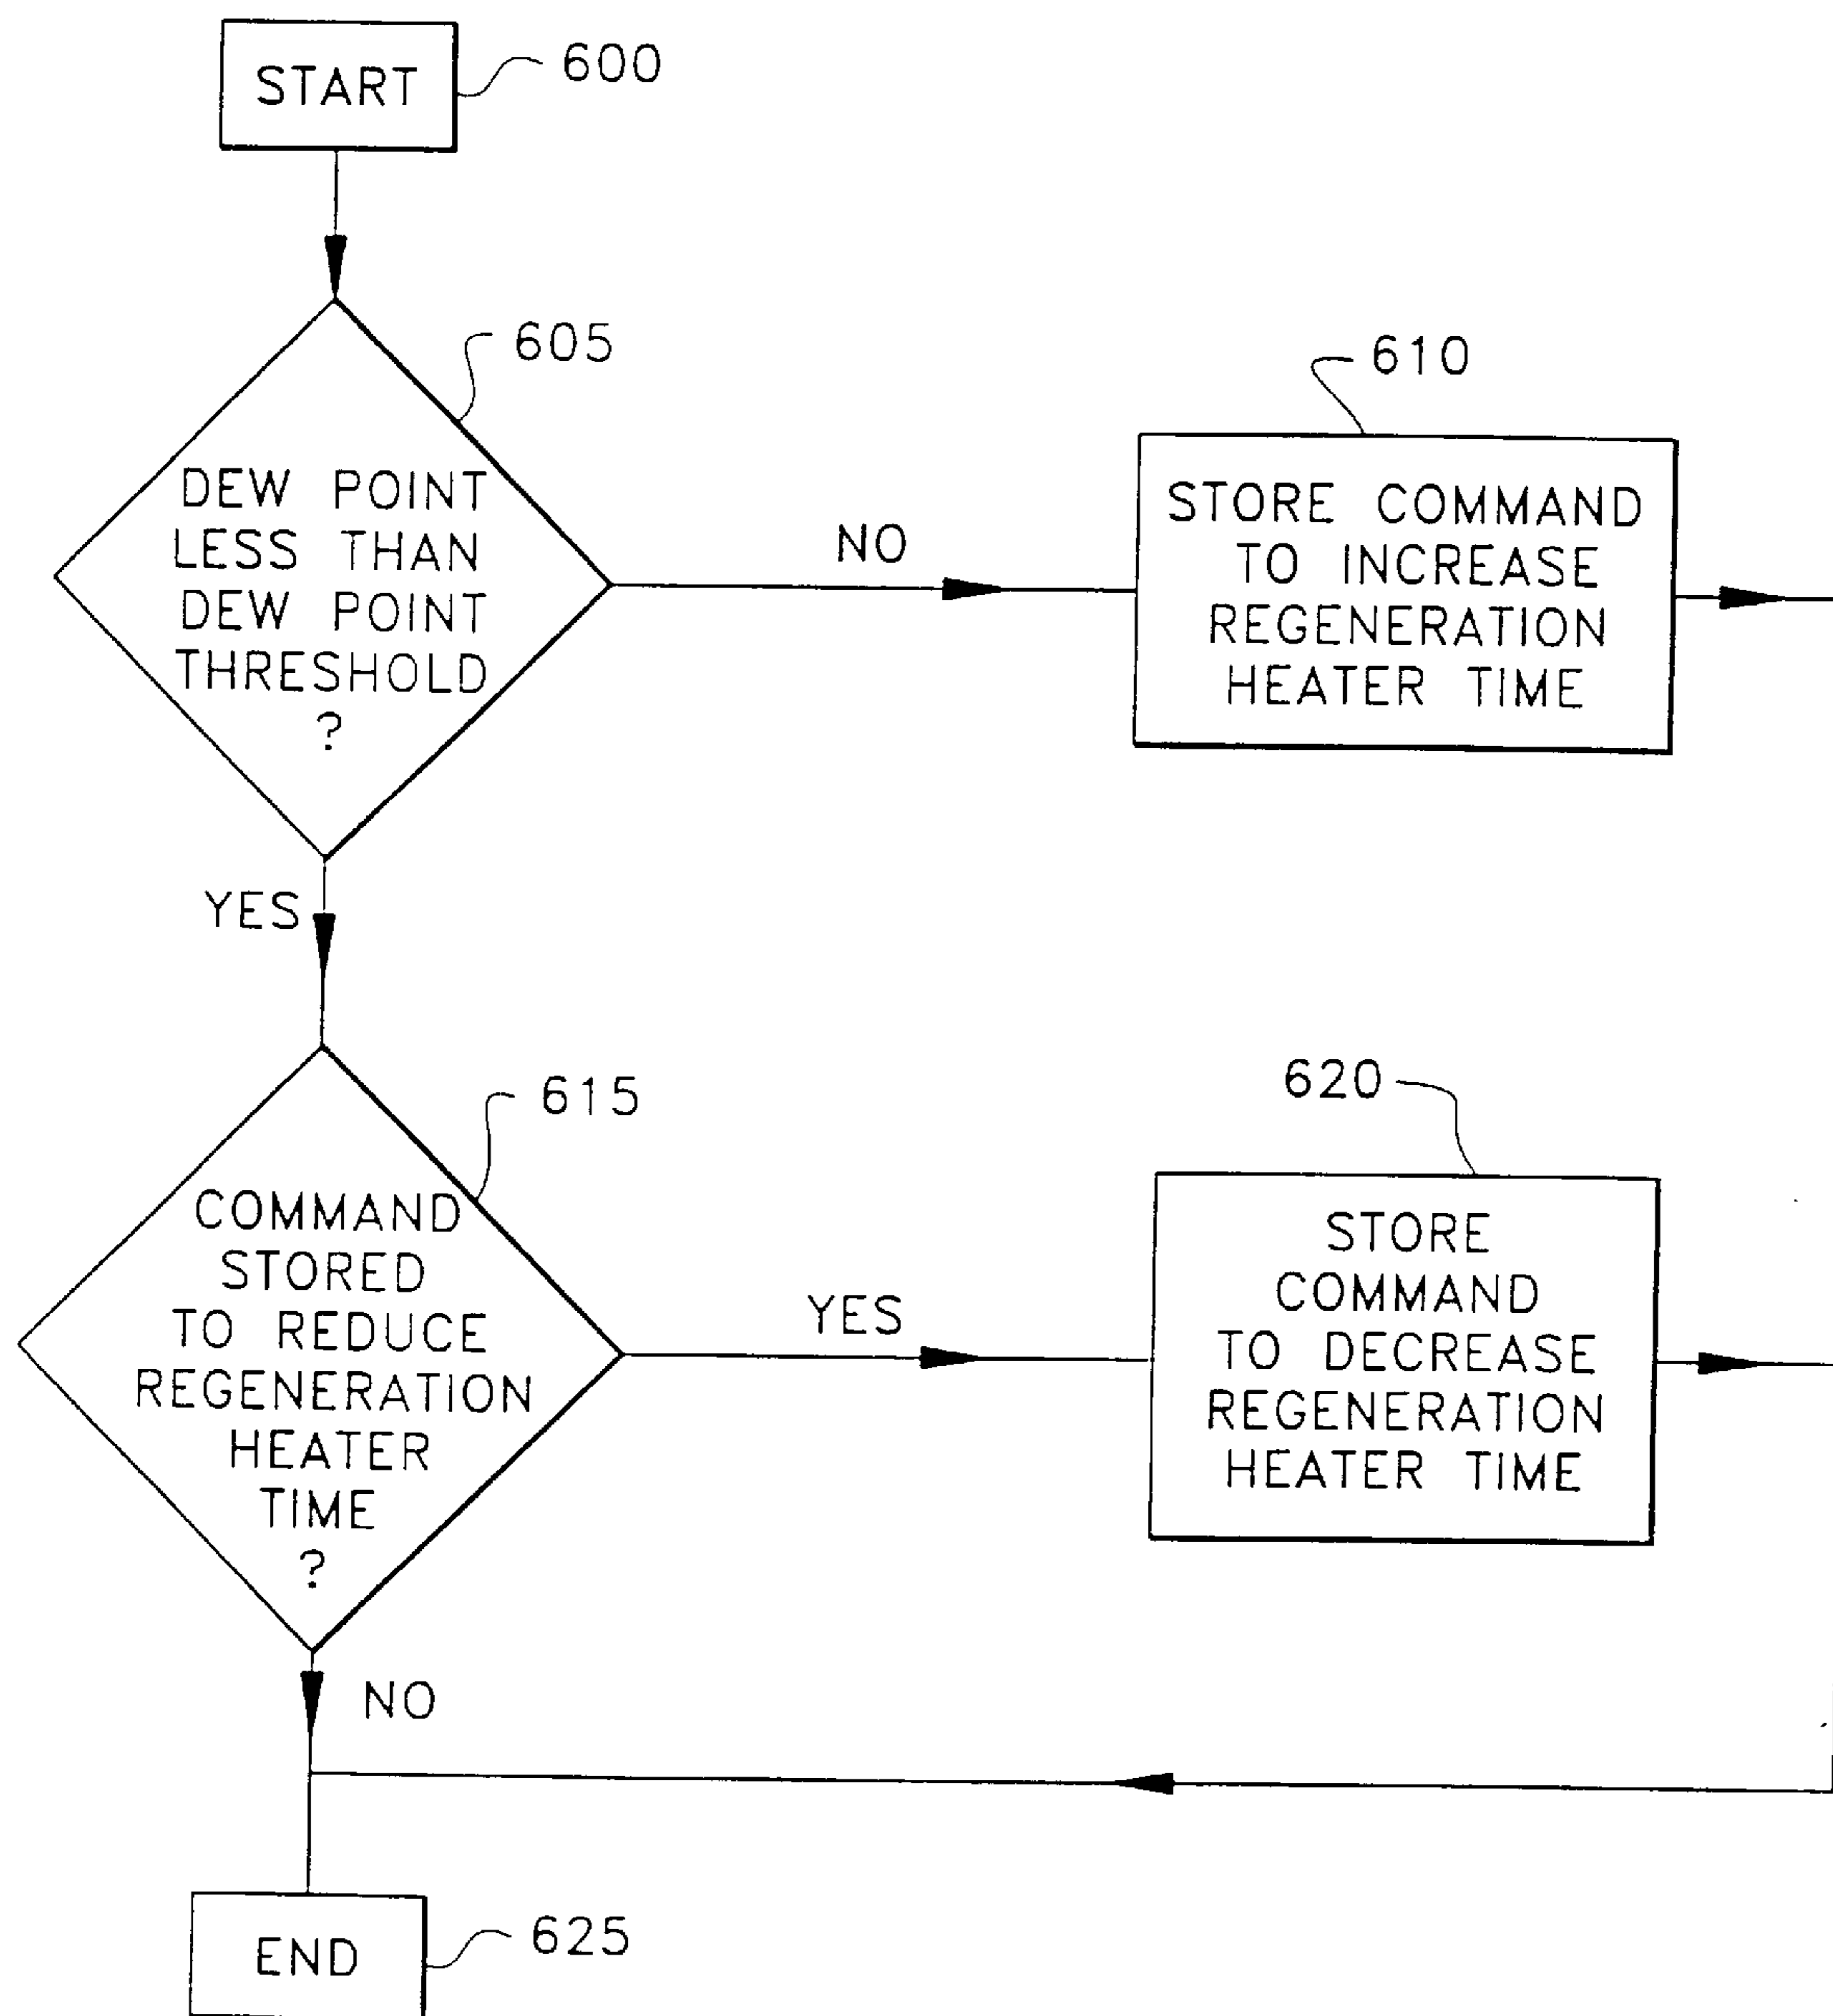 START
600
605
DEW POINT
LESS THAN
DEW POINT
THRESHOLD
?
NO
610
STORE COMMAND
TO INCREASE
REGENERATION
HEATER TIME
YES
615
COMMAND
STORED
TO REDUCE
REGENERATION
HEATER
TIME
?
YES
620
STORE
COMMAND
TO DECREASE
REGENERATION
HEATER TIME
NO
END
625